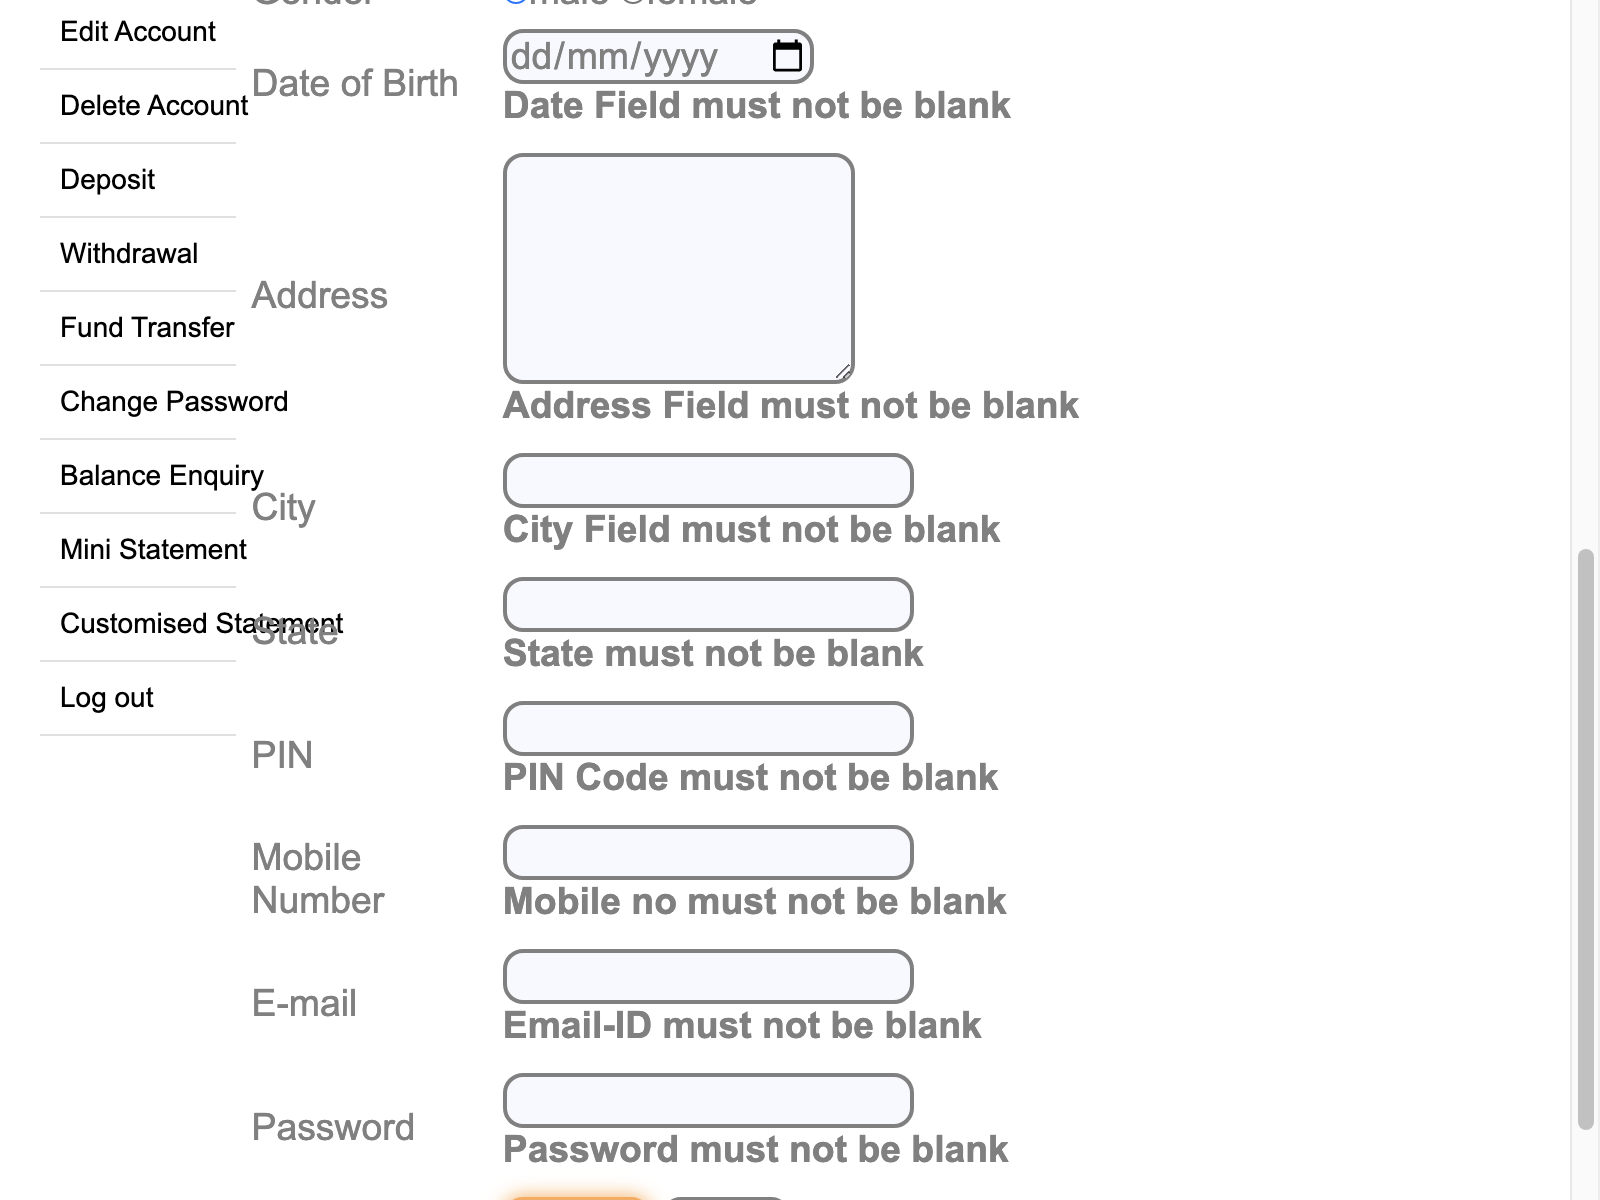 Gender
male female
Edit Account
Delete Account
Deposit
Withdrawal
Fund Transfer
Change Password
Balance Enquiry
Mini Statement
Customised Statement
Log out
Date of Birth
dd/mm/yyyy
Date Field must not be blank
Address
Address Field must not be blank
City
City Field must not be blank
State
State must not be blank
PIN
PIN Code must not be blank
Mobile
Number
Mobile no must not be blank
E-mail
Email-ID must not be blank
Password
Password must not be blank